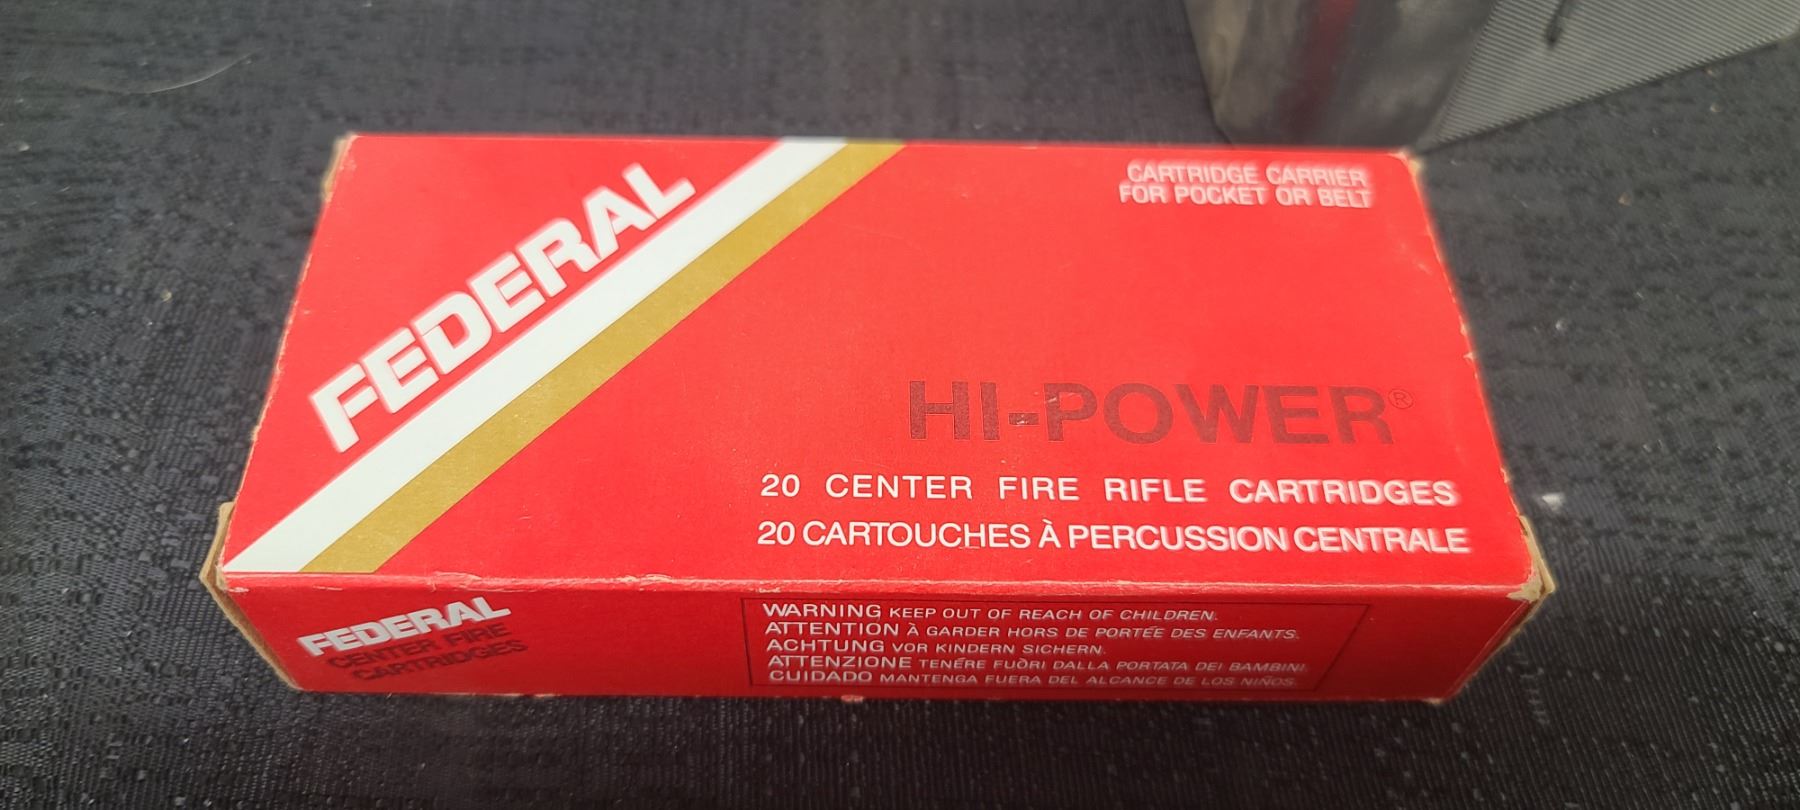 FEDERAL
CARTRIDGE CARRIER
FOR POCKET OR BELT
HI-POWER®
20 CENTER FIRE RIFLE CARTRIDGES
20 CARTOUCHES À PERCUSSION CENTRALE
FEDERAL
CENTER FIRE
CARTRIDGES
WARNING KEEP OUT OF REACH OF CHILDREN.
ATTENTION À GARDER HORS DE PORTÉE DES ENFANTS.
ACHTUNG VOR KINDERN SICHERN.
ATTENZIONE TENÉRE FUÒRI DALLA PORTATA DEI BAMBINI.
CUIDADO MANTENGA FUERA DEL ALCANCE DE LOS NIÑOS.